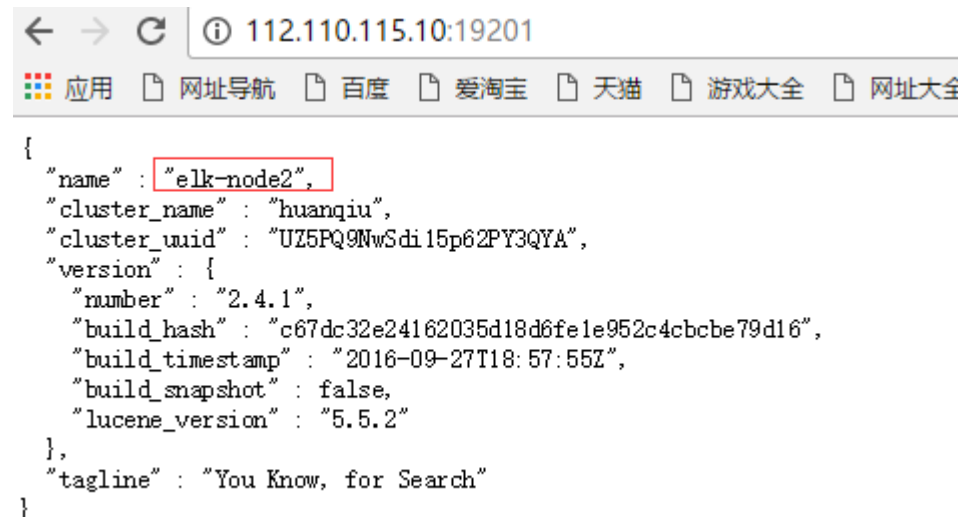 112.110.115.10:19201
应用 网址导航 百度 爱淘宝 天猫 游戏大全 网址大全
{
"name" : "elk-node2",
"cluster_name" : "huanqiu",
"cluster_uuid" : "UZ5PQ9NwSdi15p62PY3QYA",
"version" : {
"number" : "2.4.1",
"build_hash" : "c67dc32e24162035d18d6fe1e952c4cbcbe79d16",
"build_timestamp" : "2016-09-27T18:57:55Z",
"build_snapshot" : false,
"lucene_version" : "5.5.2"
},
"tagline" : "You Know, for Search"
}